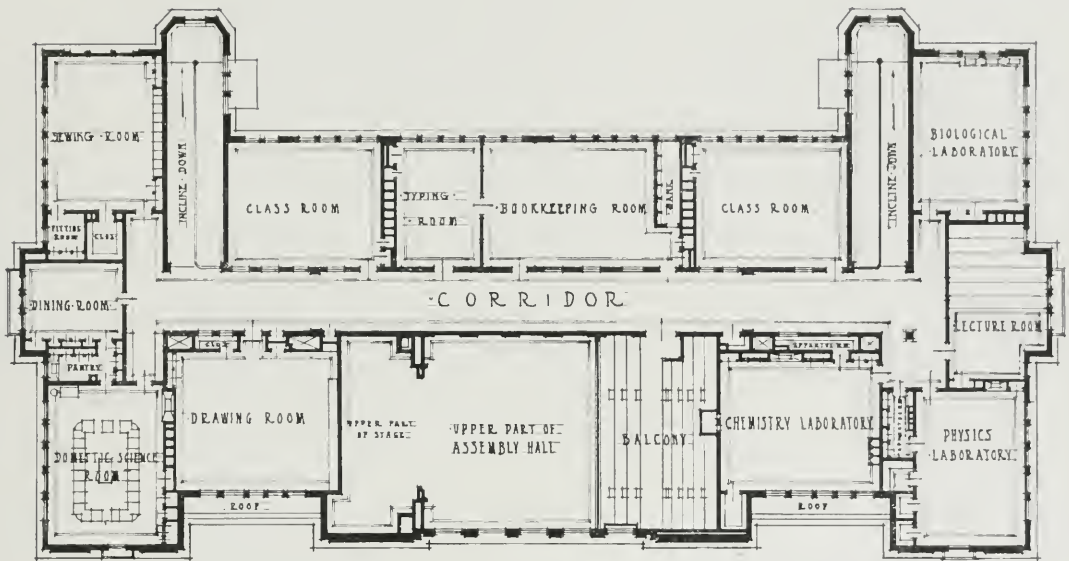 SEWING ROOM
INCLINE DOWN
CLASS ROOM
TYPING
ROOM
BOOKKEEPING ROOM
BANK
CLASS ROOM
INCLINE DOWN
BIOLOGICAL
LABORATORY
FITTING
ROOM
CLOS
DINING ROOM
CORRIDOR
LECTURE ROOM
PANTRY
CLOS
DRAWING ROOM
DOMESTIC SCIENCE
ROOM
UPPER PART
OF STAGE
UPPER PART OF
ASSEMBLY HALL
BALCONY
CHEMISTRY LABORATORY
PHYSICS
LABORATORY
ROOF
ROOF